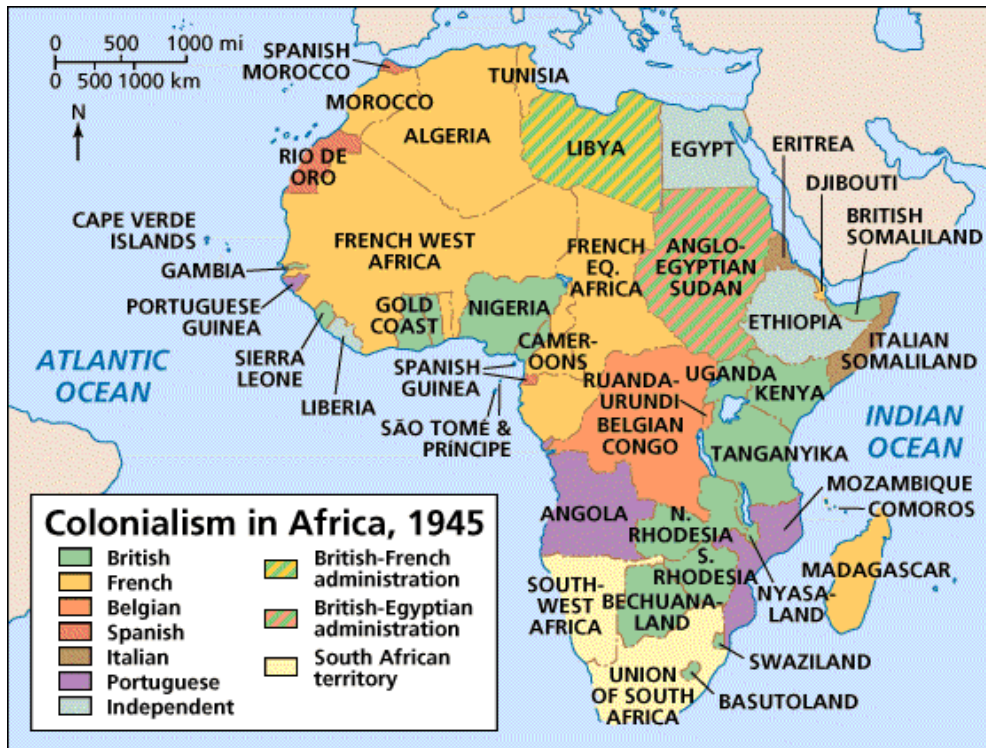 0 500 1000 mi
0 500 1000 km
N
SPANISH
MOROCCO
TUNISIA
MOROCCO
ALGERIA
LIBYA
EGYPT
ERITREA
RIO DE
ORO
DJIBOUTI
BRITISH
SOMALILAND
CAPE VERDE
ISLANDS
FRENCH WEST
AFRICA
FRENCH
EQ.
AFRICA
ANGLO-
EGYPTIAN
SUDAN
GAMBIA
PORTUGUESE
GUINEA
GOLD
COAST
NIGERIA
ETHIOPIA
ITALIAN
SOMALILAND
ATLANTIC
OCEAN
SIERRA
LEONE
LIBERIA
CAMER-
OONS
SPANISH
GUINEA
SÃO TOMÉ &
PRÍNCIPE
RUANDA-
URUNDI
BELGIAN
CONGO
UGANDA
KENYA
INDIAN
OCEAN
TANGANYIKA
MOZAMBIQUE
COMOROS
ANGOLA
N.
RHODESIA
S.
RHODESIA
NYASA-
LAND
MADAGASCAR
SOUTH-
WEST
AFRICA
BECHUANA-
LAND
SWAZILAND
UNION
OF SOUTH
AFRICA
BASUTOLAND
Colonialism in Africa, 1945
British
French
Belgian
Spanish
Italian
Portuguese
Independent
British-French
administration
British-Egyptian
administration
South African
territory